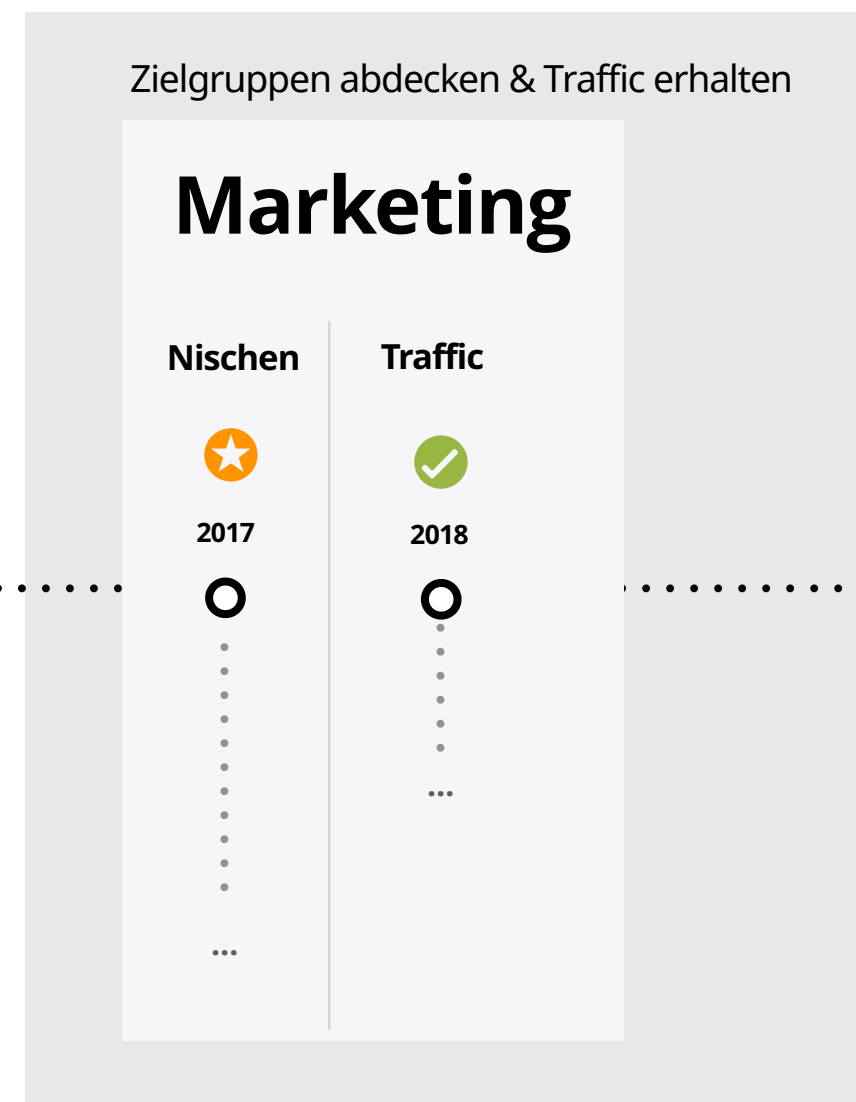 Zielgruppen abdecken & Traffic erhalten
Marketing
Nischen
Traffic
2017
2018
...
...